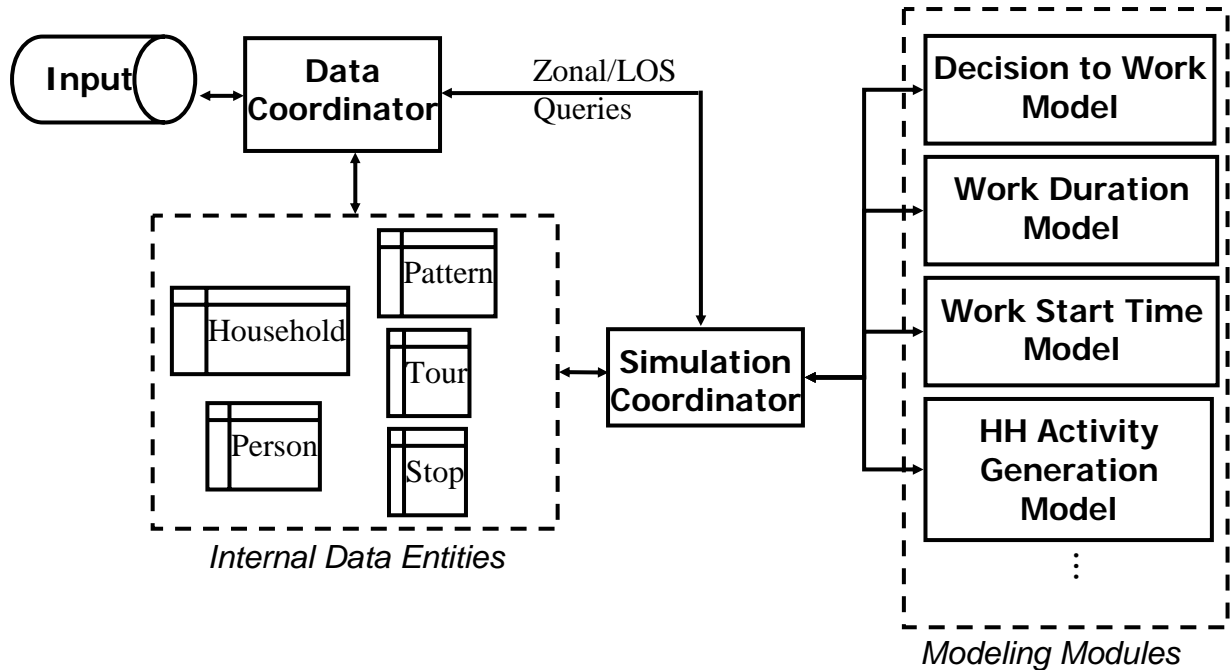 Input
Data
Coordinator
Zonal/LOS
Queries
Pattern
Household
Tour
Person
Stop
Internal Data Entities
Simulation
Coordinator
Decision to Work
Model
Work Duration
Model
Work Start Time
Model
HH Activity
Generation
Model
⋮
Modeling Modules